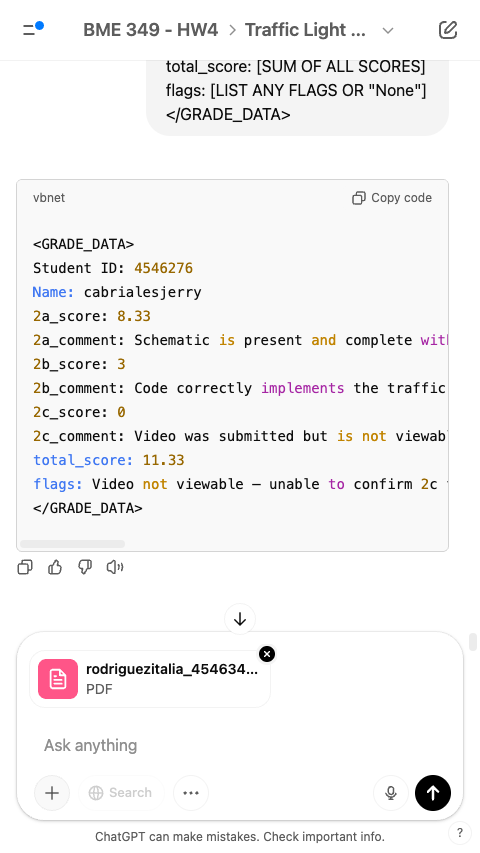 BME 349 - HW4 > Traffic Light ...
total_score: [SUM OF ALL SCORES]
flags: [LIST ANY FLAGS OR "None"]
</GRADE_DATA>
vbnet
Copy code
<GRADE_DATA>
Student ID: 4546276
Name: cabrialesjerry
2a_score: 8.33
2a_comment: Schematic is present and complete with
2b_score: 3
2b_comment: Code correctly implements the traffic
2c_score: 0
2c_comment: Video was submitted but is not viewab
total_score: 11.33
flags: Video not viewable — unable to confirm 2c
</GRADE_DATA>
rodriguezitalia_454634...
PDF
Ask anything
Search
ChatGPT can make mistakes. Check important info.
?